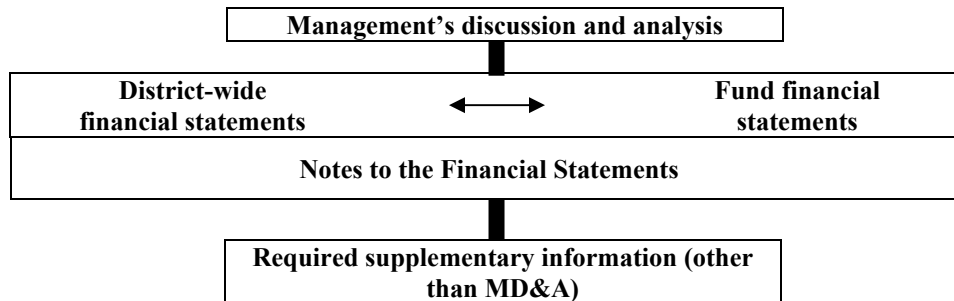 Management’s discussion and analysis
District-wide
financial statements
Fund financial
statements
Notes to the Financial Statements
Required supplementary information (other
than MD&A)